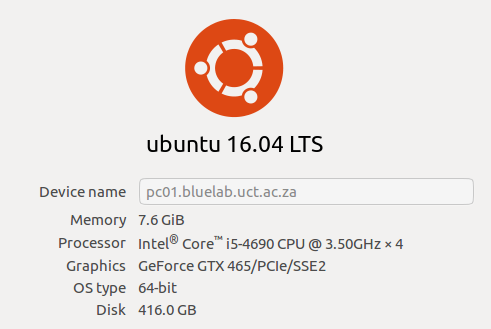 ubuntu 16.04 LTS
Device name pc01.bluelab.uct.ac.za
Memory 7.6 GiB
Processor Intel® Core™ i5-4690 CPU @ 3.50GHz × 4
Graphics GeForce GTX 465/PCIe/SSE2
OS type 64-bit
Disk 416.0 GB